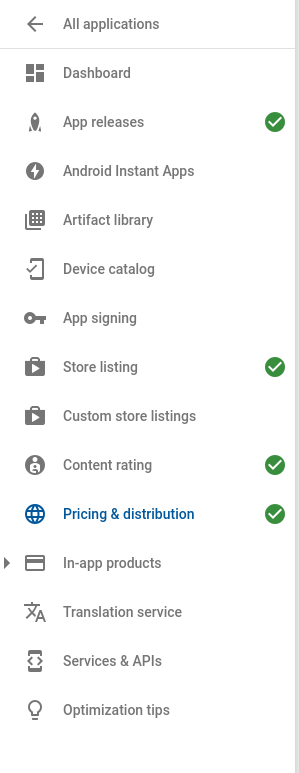 All applications
Dashboard
App releases
Android Instant Apps
Artifact library
Device catalog
App signing
Store listing
Custom store listings
Content rating
Pricing & distribution
In-app products
Translation service
Services & APIs
Optimization tips